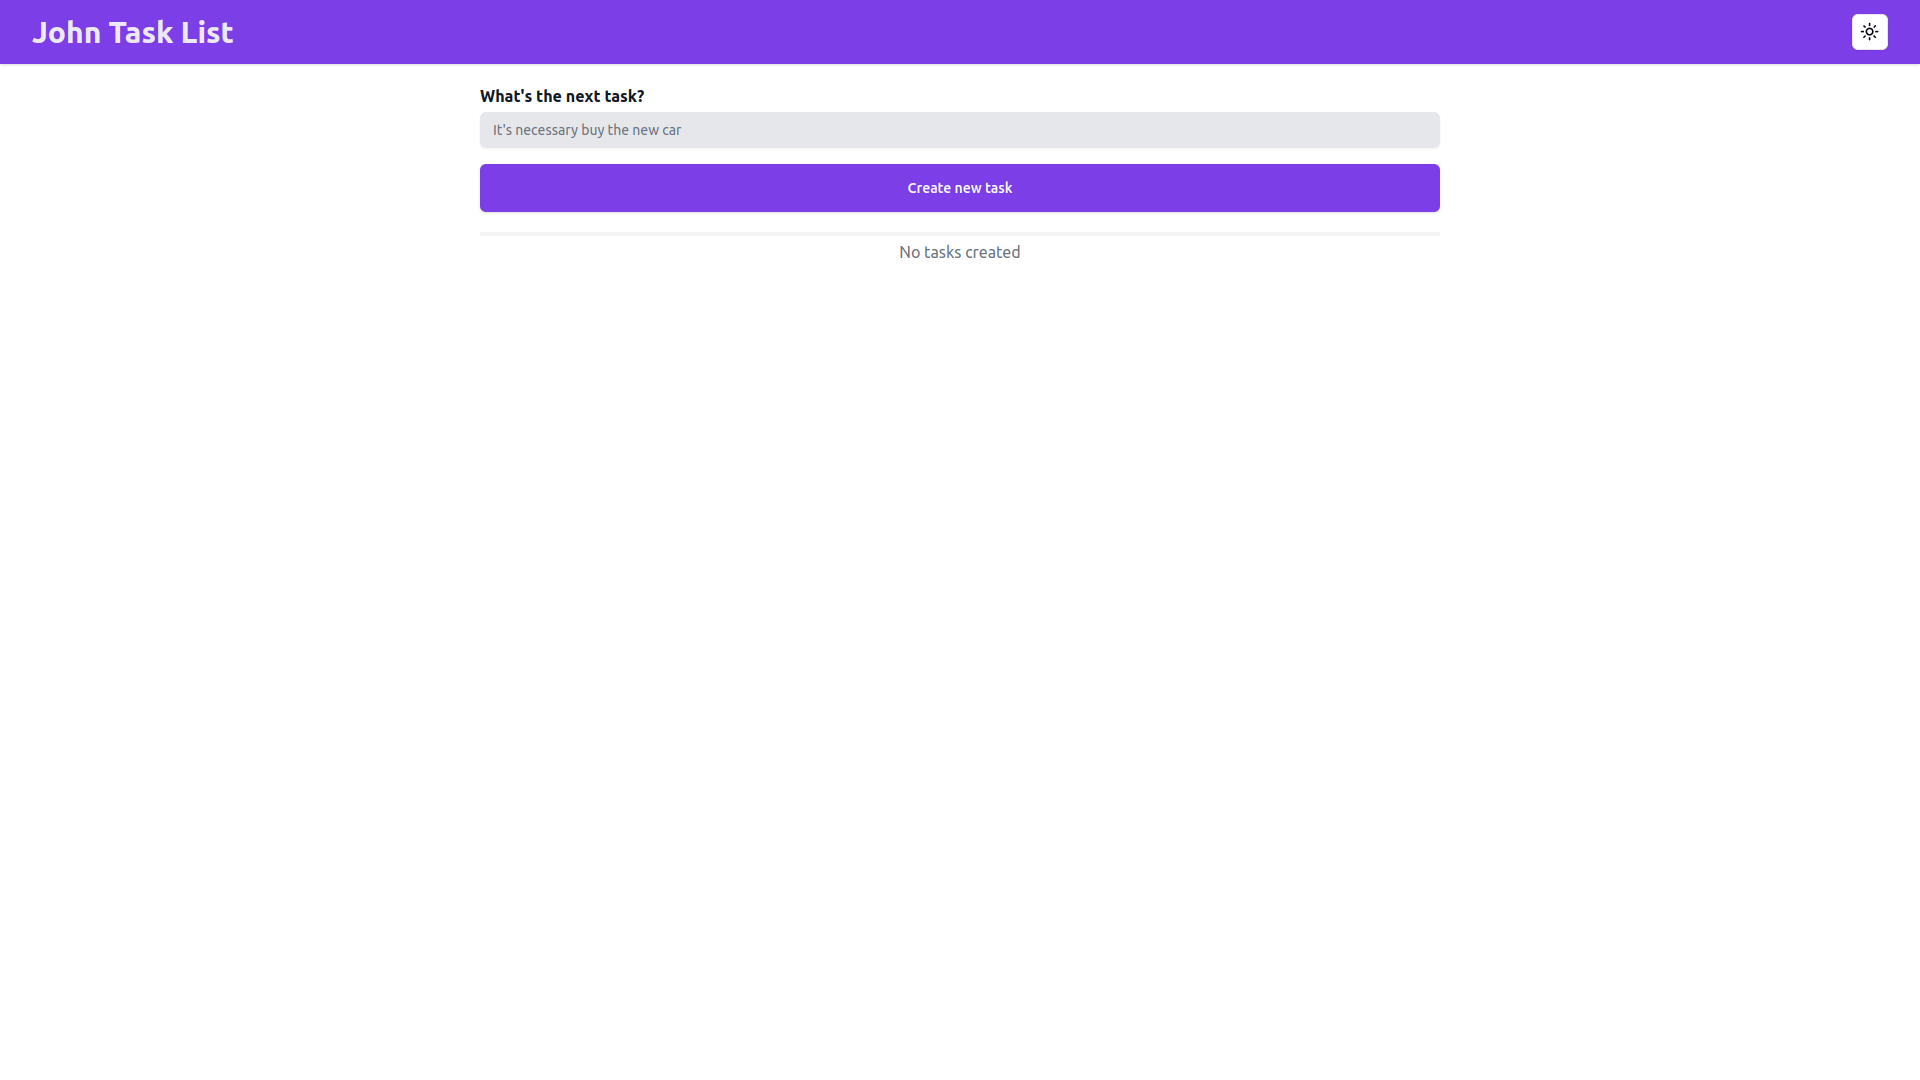 John Task List
What's the next task?
It's necessary buy the new car
Create new task
No tasks created